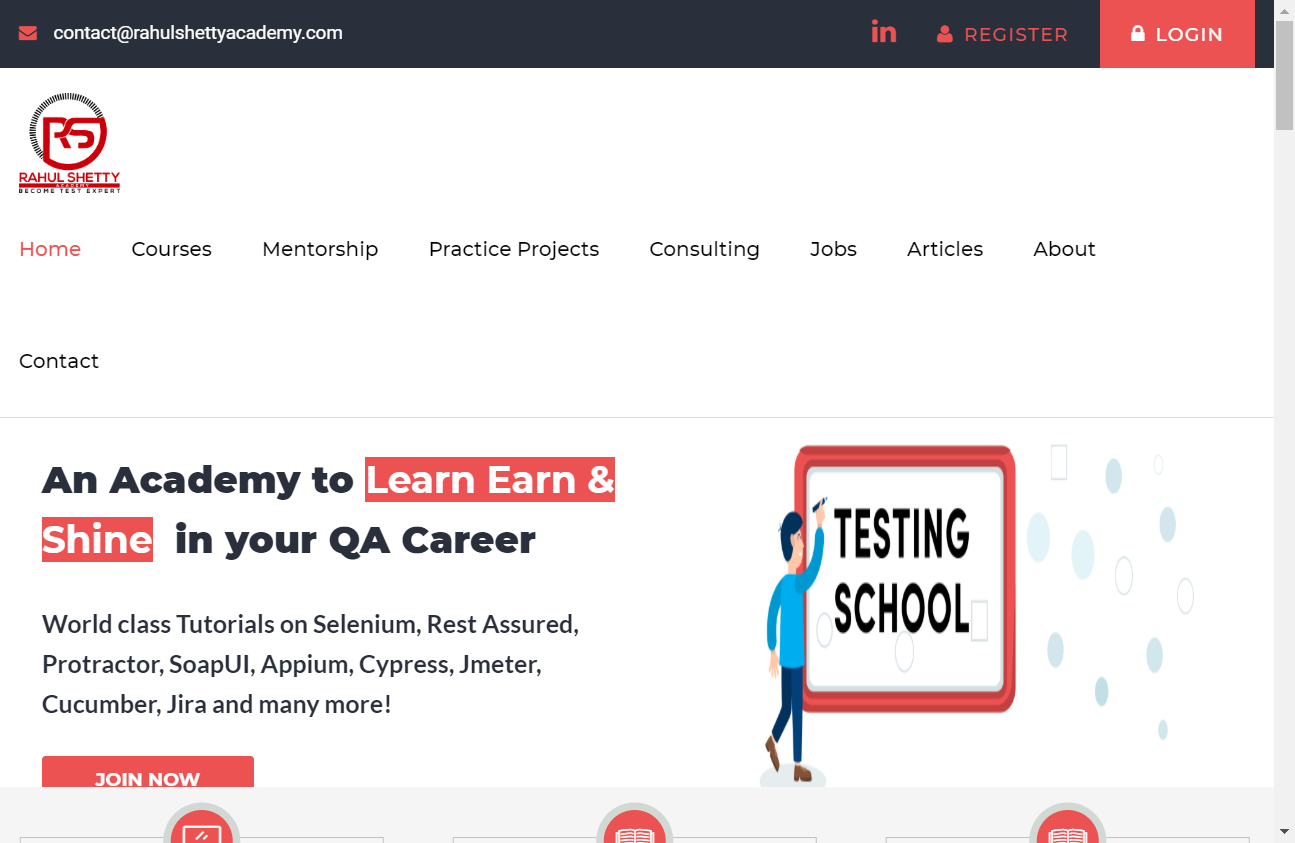 contact@rahulshettyacademy.com
REGISTER
LOGIN
RS
RAHUL SHETTY
ACADEMY
BECOME TEST EXPERT
Home Courses Mentorship Practice Projects Consulting Jobs Articles About
Contact
An Academy to Learn Earn &
Shine in your QA Career
World class Tutorials on Selenium, Rest Assured,
Protractor, SoapUI, Appium, Cypress, Jmeter,
Cucumber, Jira and many more!
JOIN NOW
TESTING
SCHOOL